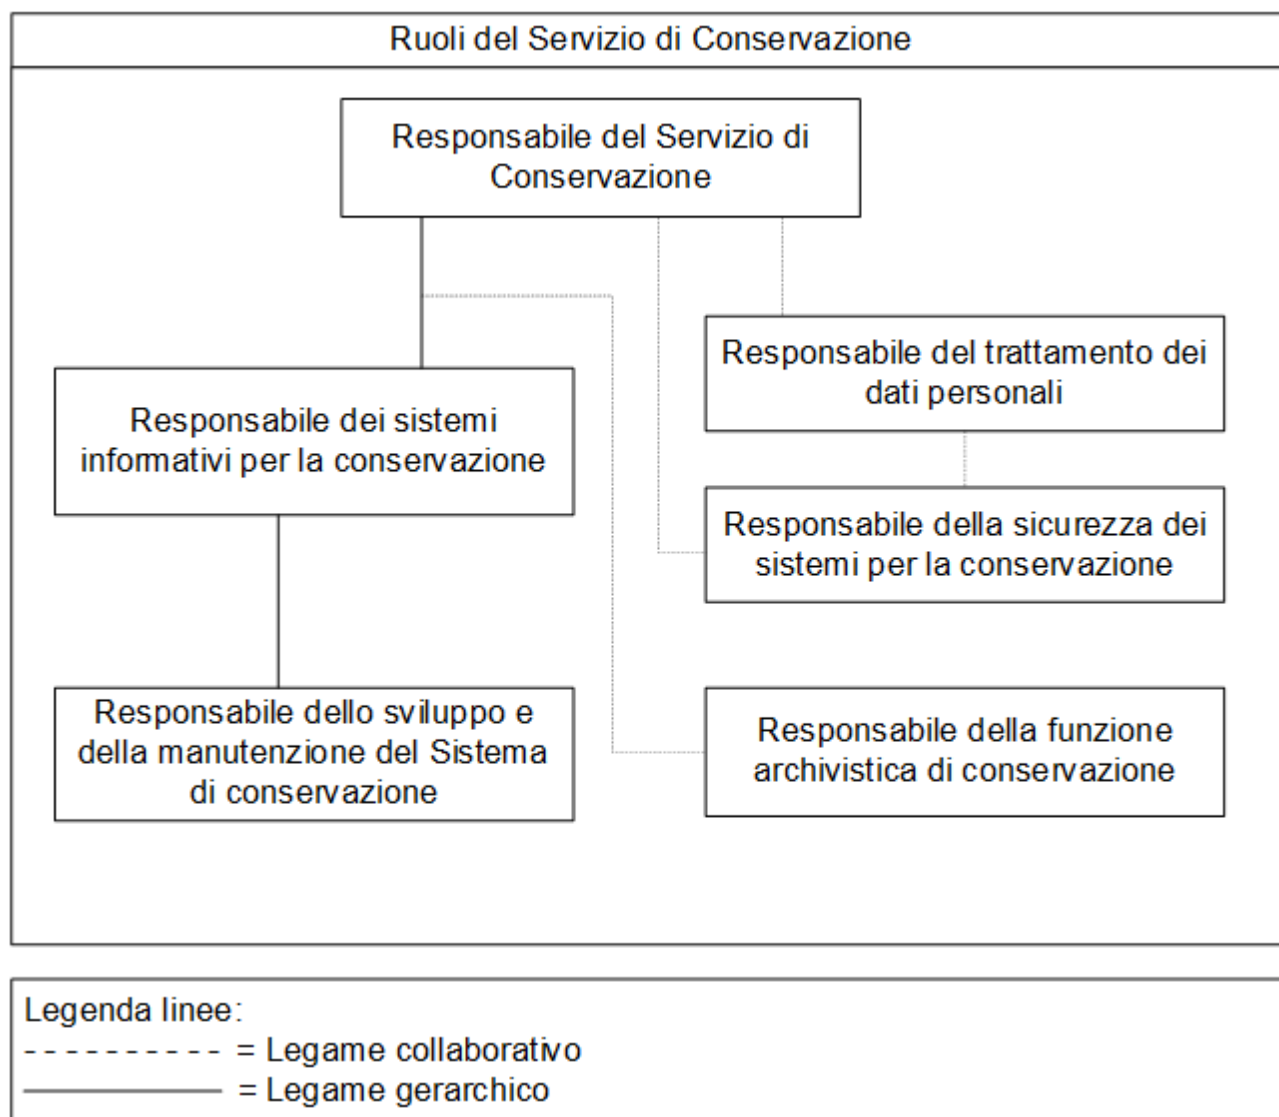 Ruoli del Servizio di Conservazione
Responsabile del Servizio di
Conservazione
Responsabile del trattamento dei
dati personali
Responsabile dei sistemi
informativi per la conservazione
Responsabile della sicurezza dei
sistemi per la conservazione
Responsabile dello sviluppo e
della manutenzione del Sistema
di conservazione
Responsabile della funzione
archivistica di conservazione
Legenda linee:
- - - - - - - - - - = Legame collaborativo
= Legame gerarchico